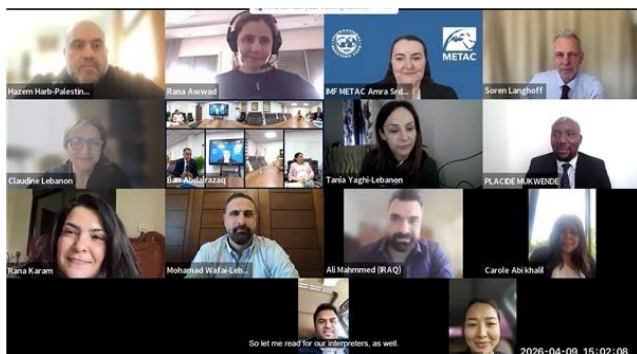 Hazem Harb-Palestin...
Rana Awwad
IMF METAC Amra Srd...
METAC
Soren Langhoff
Claudine Lebanon
Ban Abdalrazaq
Tania Yaghi-Lebanon
PLACIDE MUKWENDE
Rana Karam
Mohamad Wafai-Leb...
Ali Mahmmed (IRAQ)
Carole Abi khalil
So let me read for our interpreters, as well.
2026-04-09 15:02:08